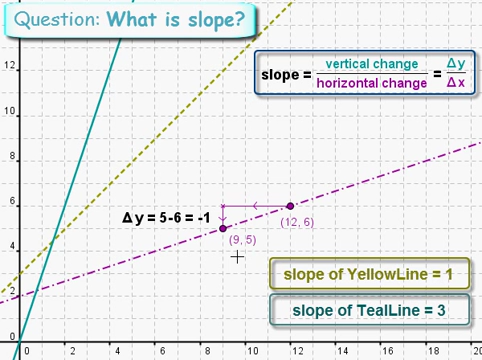 Question: What is slope?
slope = vertical change / horizontal change = Δy / Δx
12
10
8
6
4
2
0
Δy = 5-6 = -1
(12, 6)
(9, 5)
slope of YellowLine = 1
slope of TealLine = 3
0 2 4 6 8 10 12 14 16 18 20